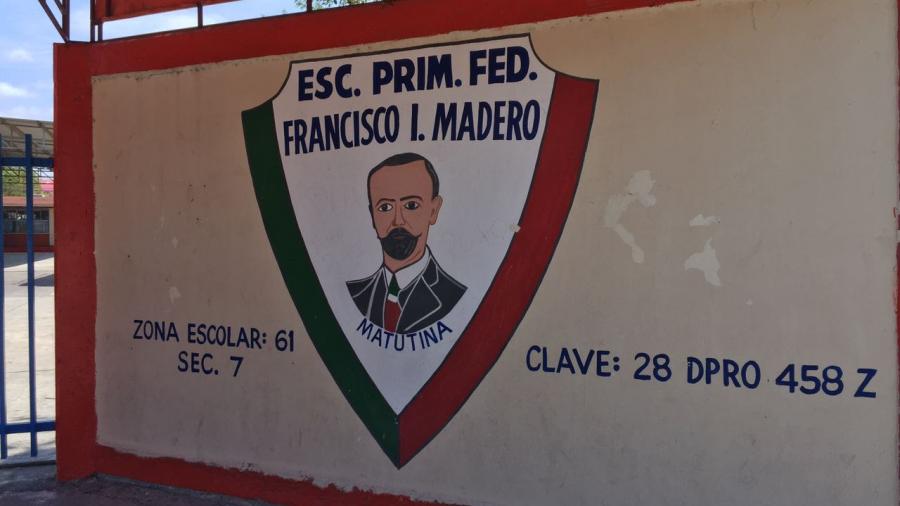 ESC. PRIM. FED.
FRANCISCO I. MADERO
MATUTINA
ZONA ESCOLAR: 61
SEC. 7
CLAVE: 28 DPRO 458 Z